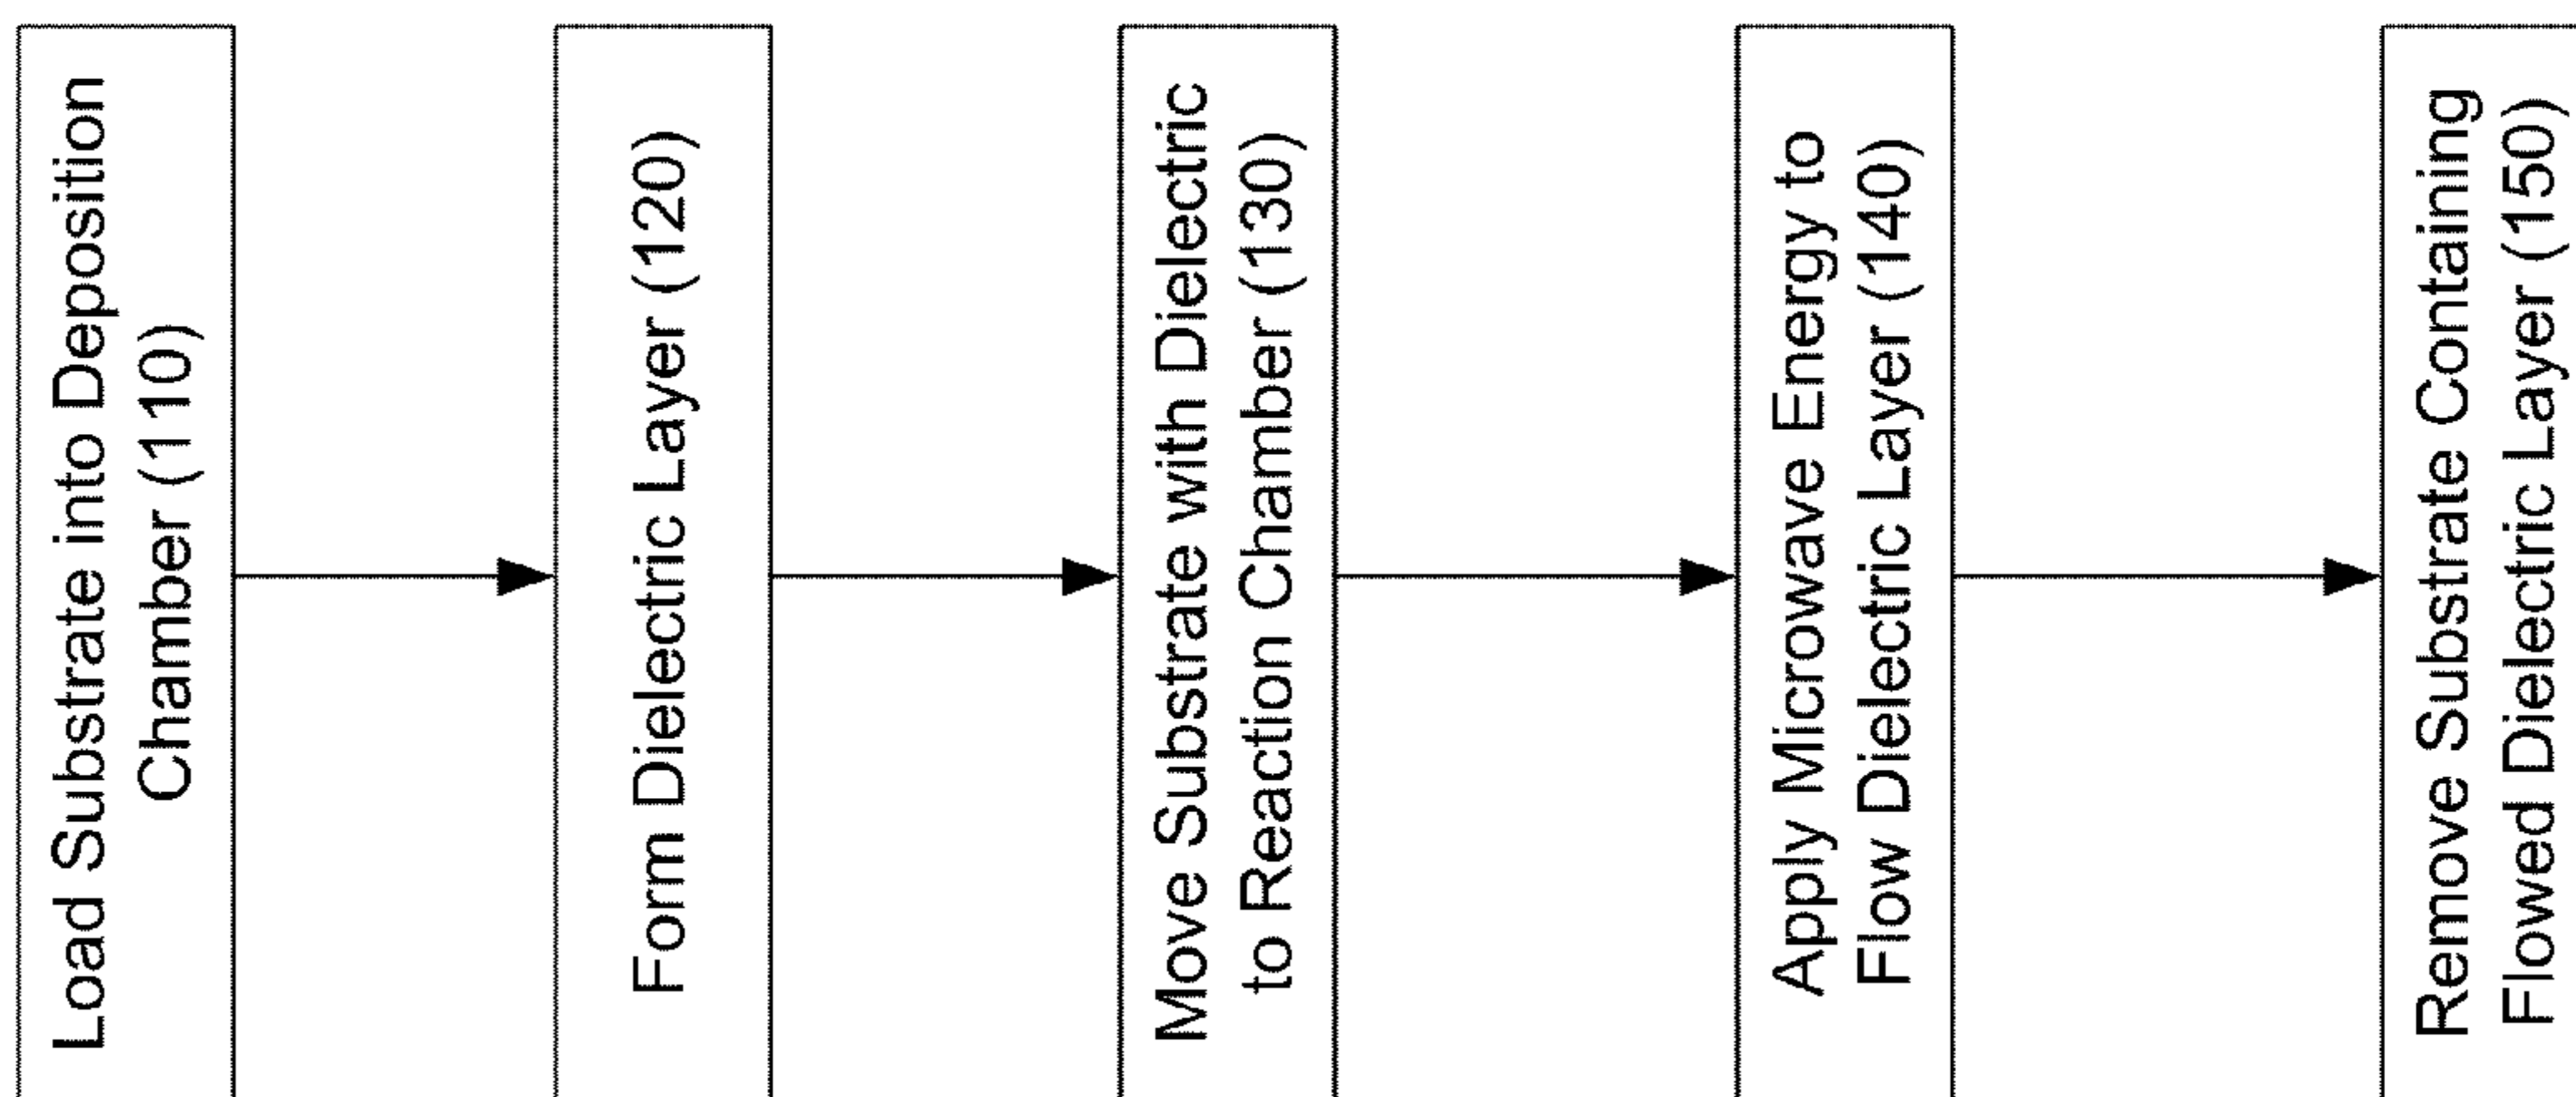 Load Substrate into Deposition
Chamber (110)
Form Dielectric Layer (120)
Move Substrate with Dielectric
to Reaction Chamber (130)
Apply Microwave Energy to
Flow Dielectric Layer (140)
Remove Substrate Containing
Flowed Dielectric Layer (150)